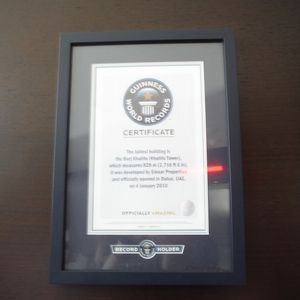 GUINNESS
WORLD RECORDS
CERTIFICATE
The tallest building is
the Burj Khalifa (Khalifa Tower),
which measures 828 m (2,716 ft 6 in)
It was developed by Emaar Properties
and officially opened in Dubai, UAE,
on 4 January 2010
OFFICIALLY AMAZING
RECORD HOLDER